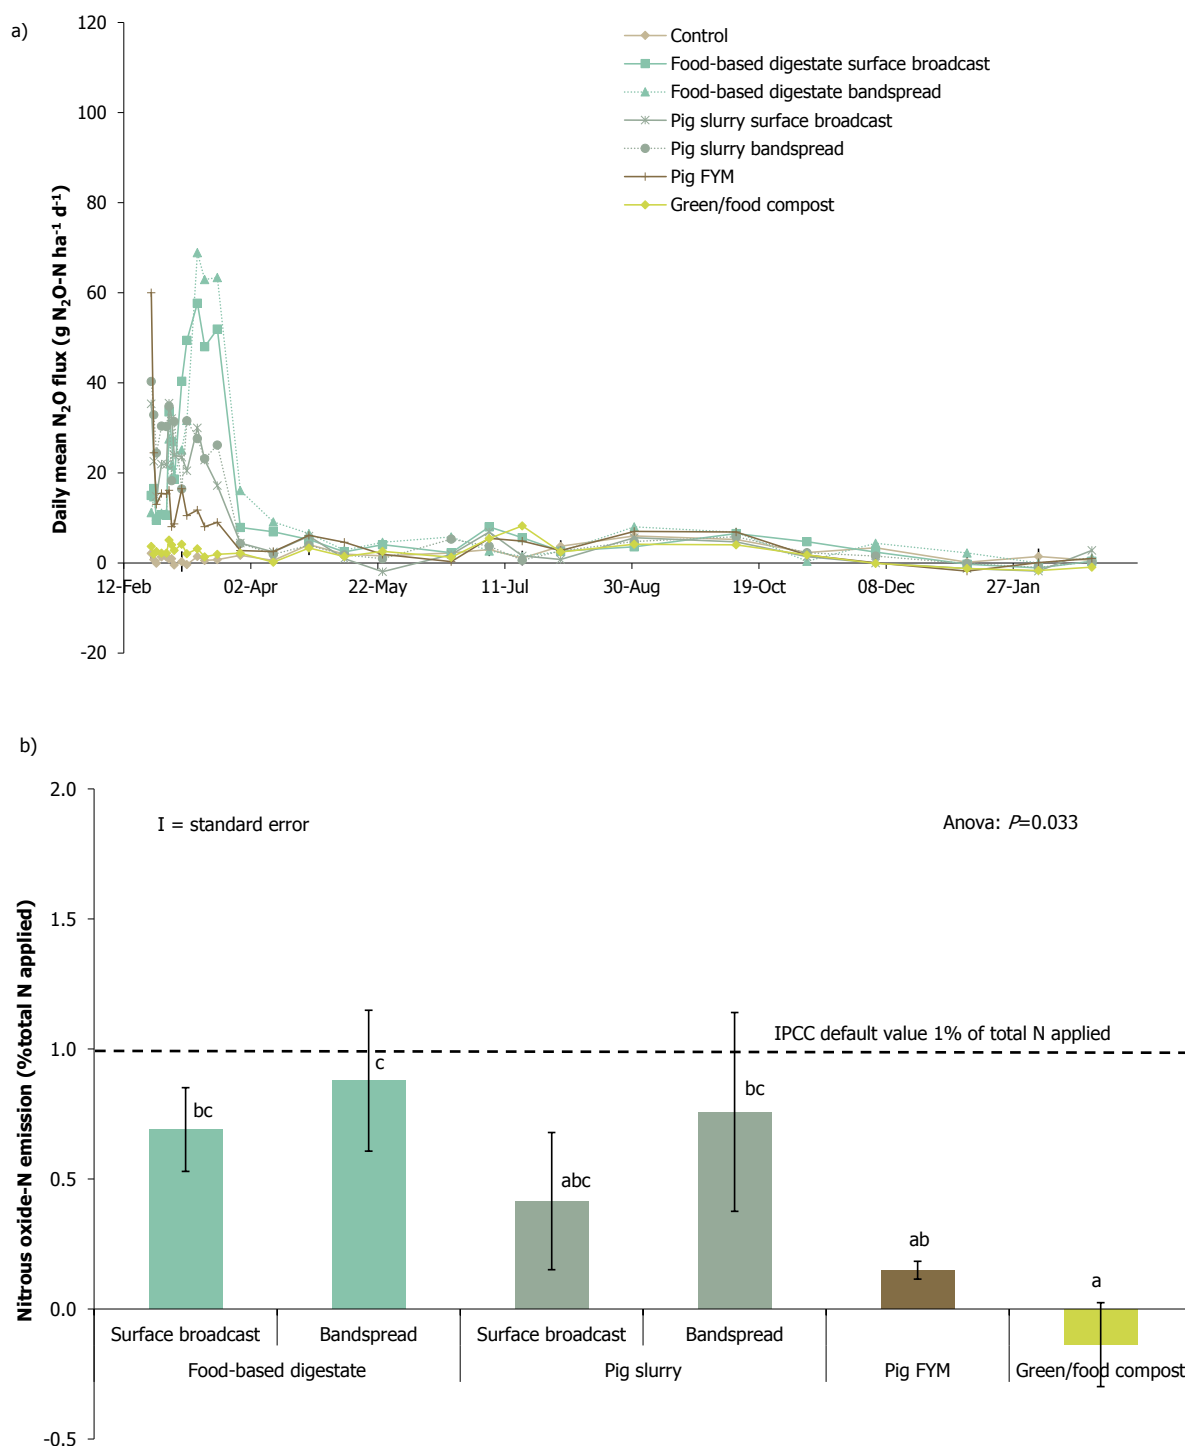 a)
Daily mean N₂O flux (g N₂O-N ha⁻¹ d⁻¹)
120
100
80
60
40
20
0
-20
12-Feb
02-Apr
22-May
11-Jul
30-Aug
19-Oct
08-Dec
27-Jan
Control
Food-based digestate surface broadcast
Food-based digestate bandspread
Pig slurry surface broadcast
Pig slurry bandspread
Pig FYM
Green/food compost
b)
Nitrous oxide-N emission (%total N applied)
2.0
1.5
1.0
0.5
0.0
-0.5
I = standard error
Anova: P=0.033
IPCC default value 1% of total N applied
bc
c
abc
bc
ab
a
Surface broadcast
Bandspread
Surface broadcast
Bandspread
Food-based digestate
Pig slurry
Pig FYM
Green/food compost